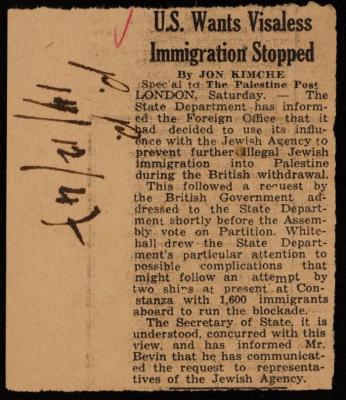 U.S. Wants Visaless
Immigration Stopped
By JON KIMCHE
Special to The Palestine Post
LONDON, Saturday. — The
State Department has inform-
ed the Foreign Office that it
had decided to use its influ-
ence with the Jewish Agency to
prevent further illegal Jewish
immigration into Palestine
during the British withdrawal.
This followed a request by
the British Government ad-
dressed to the State Depart-
ment shortly before the Assem-
bly vote on Partition. White-
hall drew the State Depart-
ment's particular attention to
possible complications that
might follow an attempt by
two ships at present at Con-
stanza with 1,600 immigrants
aboard to run the blockade.
The Secretary of State, it is
understood, concurred with this
view, and has informed Mr.
Bevin that he has communicat-
ed the request to representa-
tives of the Jewish Agency.